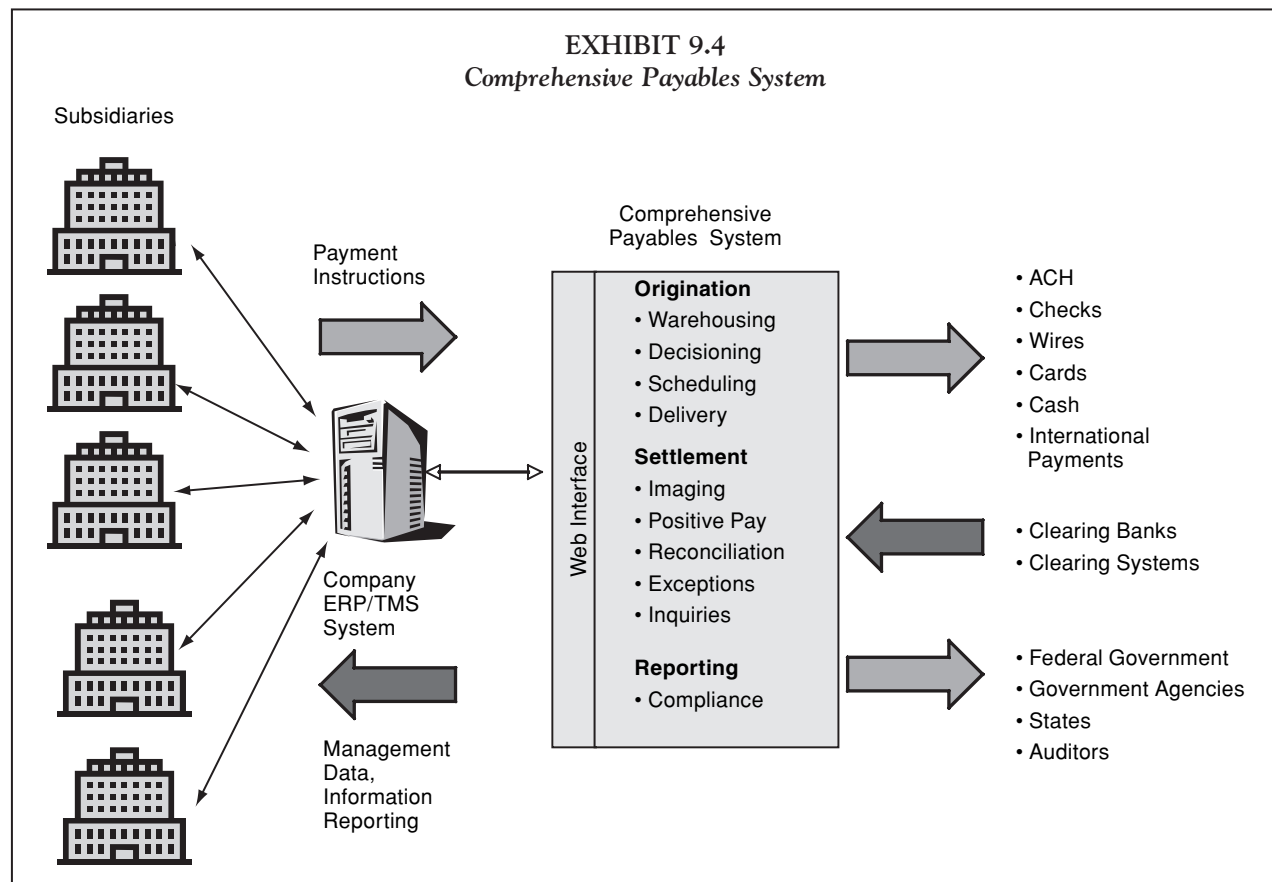 EXHIBIT 9.4
Comprehensive Payables System
Subsidiaries
Payment
Instructions
Company
ERP/TMS
System
Management
Data,
Information
Reporting
Comprehensive
Payables System
Web Interface
Origination
• Warehousing
• Decisioning
• Scheduling
• Delivery
Settlement
• Imaging
• Positive Pay
• Reconciliation
• Exceptions
• Inquiries
Reporting
• Compliance
• ACH
• Checks
• Wires
• Cards
• Cash
• International
Payments
• Clearing Banks
• Clearing Systems
• Federal Government
• Government Agencies
• States
• Auditors